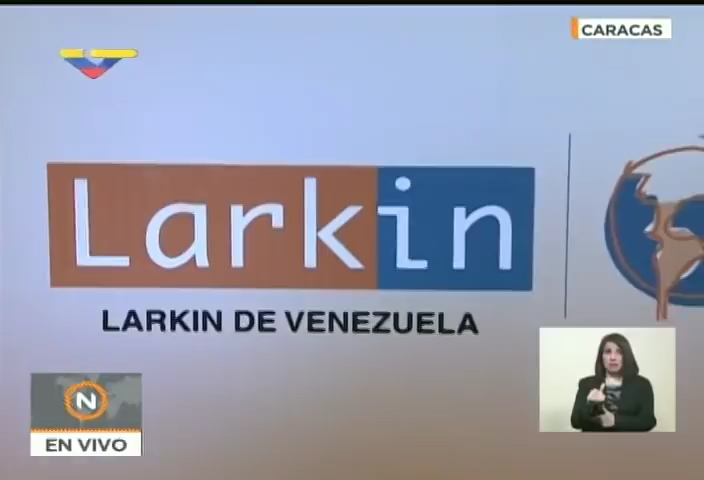 CARACAS
Larkin
LARKIN DE VENEZUELA
N
EN VIVO